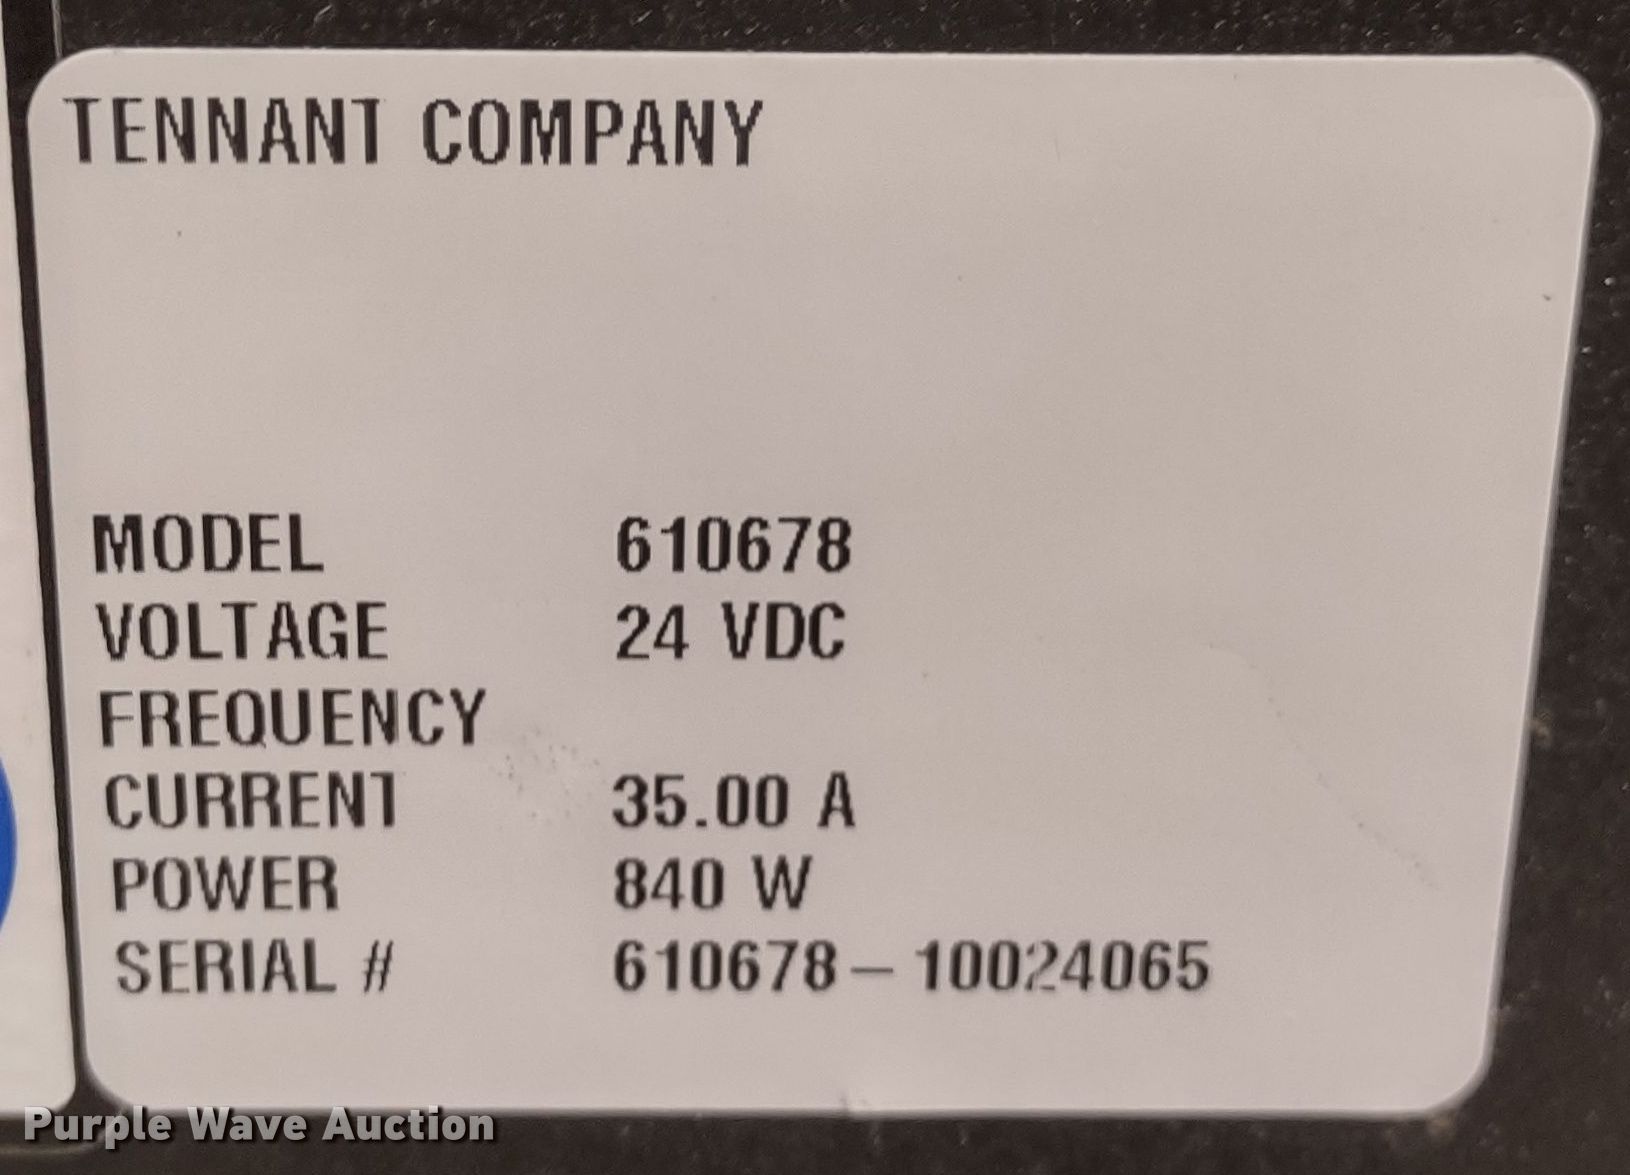 TENNANT COMPANY
MODEL 610678
VOLTAGE 24 VDC
FREQUENCY
CURRENT 35.00 A
POWER 840 W
SERIAL # 610678-10024065
Purple Wave Auction